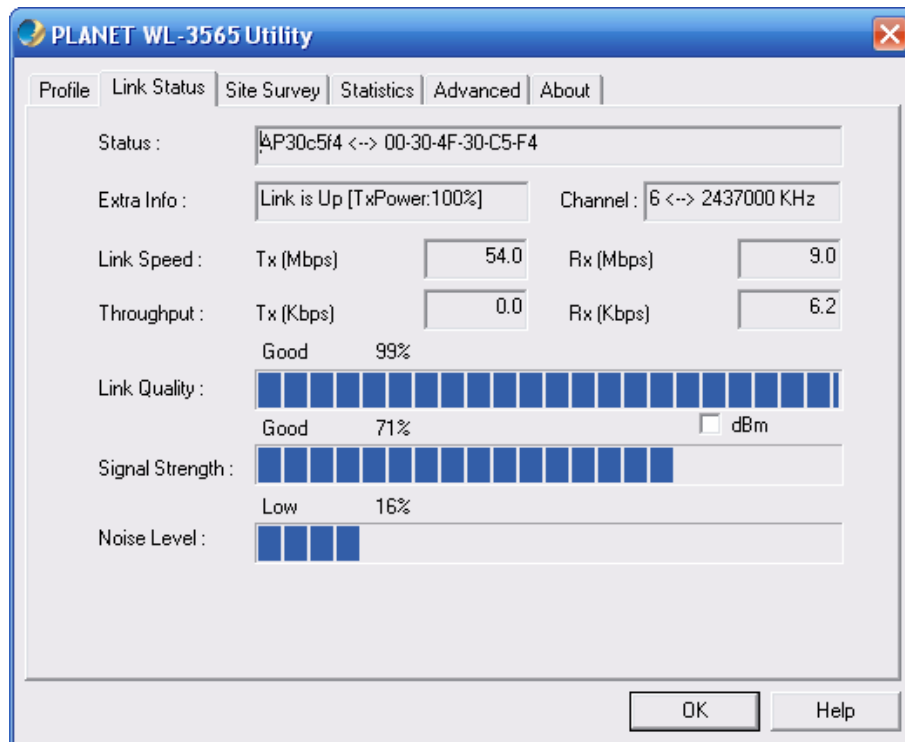 PLANET WL-3565 Utility
Profile Link Status Site Survey Statistics Advanced About
Status : AP30c5f4 <--> 00-30-4F-30-C5-F4
Extra Info : Link is Up [TxPower:100%] Channel : 6 <--> 2437000 KHz
Link Speed : Tx (Mbps) 54.0 Rx (Mbps) 9.0
Throughput : Tx (Kbps) 0.0 Rx (Kbps) 6.2
Good 99%
Link Quality :
Good 71% dBm
Signal Strength :
Low 16%
Noise Level :
OK Help